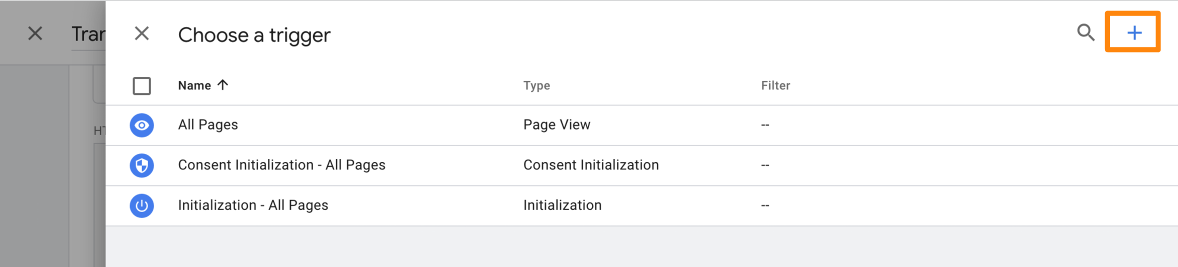 Tran
Choose a trigger
Name Type Filter
All Pages Page View --
HT
Consent Initialization - All Pages Consent Initialization --
Initialization - All Pages Initialization --